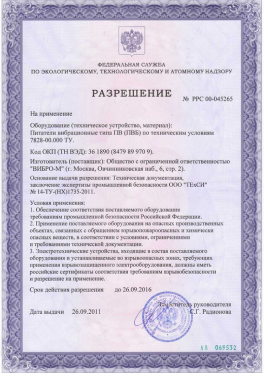 ФЕДЕРАЛЬНАЯ СЛУЖБА
ПО ЭКОЛОГИЧЕСКОМУ, ТЕХНОЛОГИЧЕСКОМУ И АТОМНОМУ НАДЗОРУ
РАЗРЕШЕНИЕ
№ РРС 00-045265
На применение
Оборудование (техническое устройство, материал):
Питатели вибрационные типа ПВ (ПВЕ) по техническим условиям
7828-00.000 ТУ.
Код ОКП (ТН ВЭД): 36 1890 (8479 89 970 9).
Изготовитель (поставщик): Общество с ограниченной ответственностью
"ВИБРО-М" (г. Москва, Овчинниковская наб., 6, стр. 2).
Основание выдачи разрешения: Техническая документация,
заключение экспертизы промышленной безопасности ООО "ТЕхСИ"
№ 14-ТУ-(НХ)1735-2011.
Условия применения:
1. Обеспечение соответствия поставляемого оборудования
требованиям промышленной безопасности Российской Федерации.
2. Применение поставляемого оборудования на опасных производственных
объектах, связанных с обращением взрывопожароопасных и химически
опасных веществ, в соответствии с условиями, ограничениями
и требованиями технической документации.
3. Электротехнические устройства, входящие в состав поставляемого
оборудования и устанавливаемые во взрывоопасных зонах, требующие
применения взрывозащищенного электрооборудования, должны иметь
российские сертификаты соответствия требованиям взрывобезопасности
и разрешение на применение.
Срок действия разрешения до 26.09.2016
Дата выдачи 26.09.2011
Заместитель руководителя
С.Г. Радионова
069532